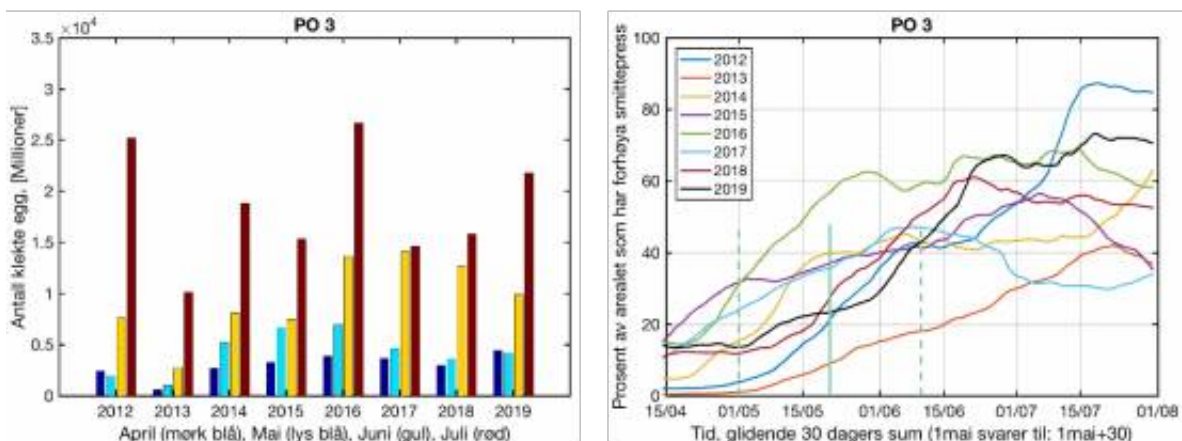 PO 3
×10⁴
Antall klekte egg, [Millioner]
3.5
3
2.5
2
1.5
1
0.5
0
2012 2013 2014 2015 2016 2017 2018 2019
April (mørk blå), Mai (lys blå), Juni (gul), Juli (rød)
PO 3
Prosent av arealet som har forhøya smittepress
100
80
60
40
20
0
2012
2013
2014
2015
2016
2017
2018
2019
15/04 01/05 15/05 01/06 15/06 01/07 15/07 01/08
Tid, glidende 30 dagers sum (1mai svarer til: 1mai+30)